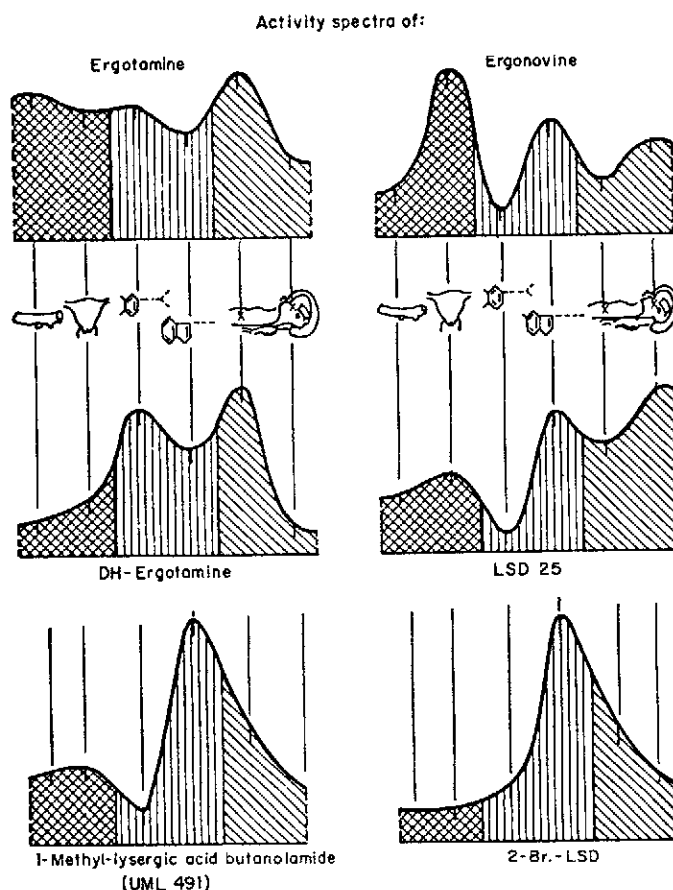 Activity spectra of:
Ergotamine
Ergonovine
DH-Ergotamine
LSD 25
1-Methyl-lysergic acid butanolamide
(UML 491)
2-Br.-LSD